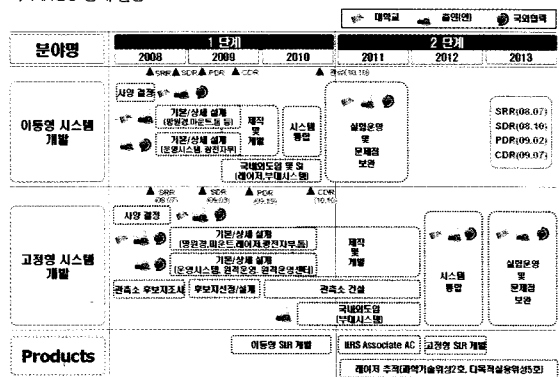 대학교 출연(연) 국외협력
분야명
1 단계
2 단계
2008 2009 2010 2011 2012 2013
▲SRR▲SDR▲PDR ▲CDR
이동형 시스템
개발
사양 결정
기본/상세 설계
(망원경,마운트,돔 등)
기본/상세 설계
(운영시스템, 광전자부)
제작
및
개발
시스템
통합
국내외도입 및 SI
(레이저,부대시스템)
실험운영
및
문제점
보완
SRR(08.07)
SDR(08.10)
PDR(09.02)
CDR(09.07)
▲ SRR
(08.07)
▲ SDR
(09.03)
▲ PDR
(09.10)
▲ CDR
(10.10)
고정형 시스템
개발
사양 결정
기본/상세 설계
(망원경,마운트,레이저,광전자부,돔)
기본/상세 설계
(운영시스템, 원격운영, 원격운영센터)
제작
및
개발
관측소 후보지조사
후보지선정/설계
관측소 건설
국내외도입
(부대시스템)
시스템
통합
실험운영
및
문제점
보완
Products
이동형 SLR 개발
ILRS Associate AC
고정형 SLR 개발
레이저 추적(과학기술위성2호, 다목적실용위성5호)